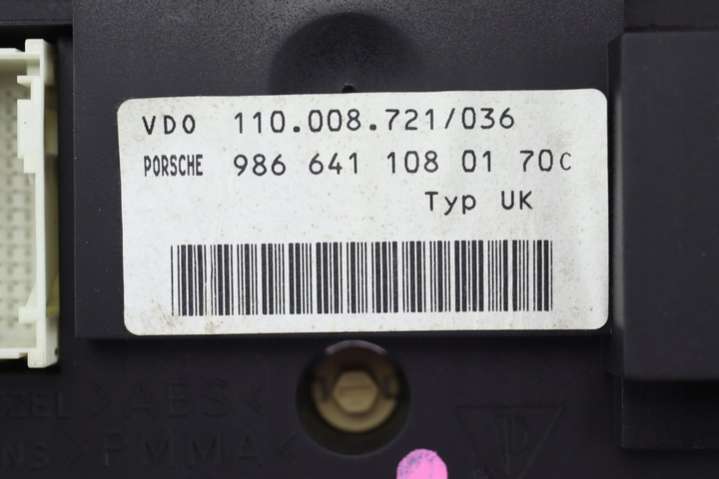 VDO 110.008.721/036
PORSCHE 986 641 108 01 70C
Typ UK
>ABS<
>PMMA<